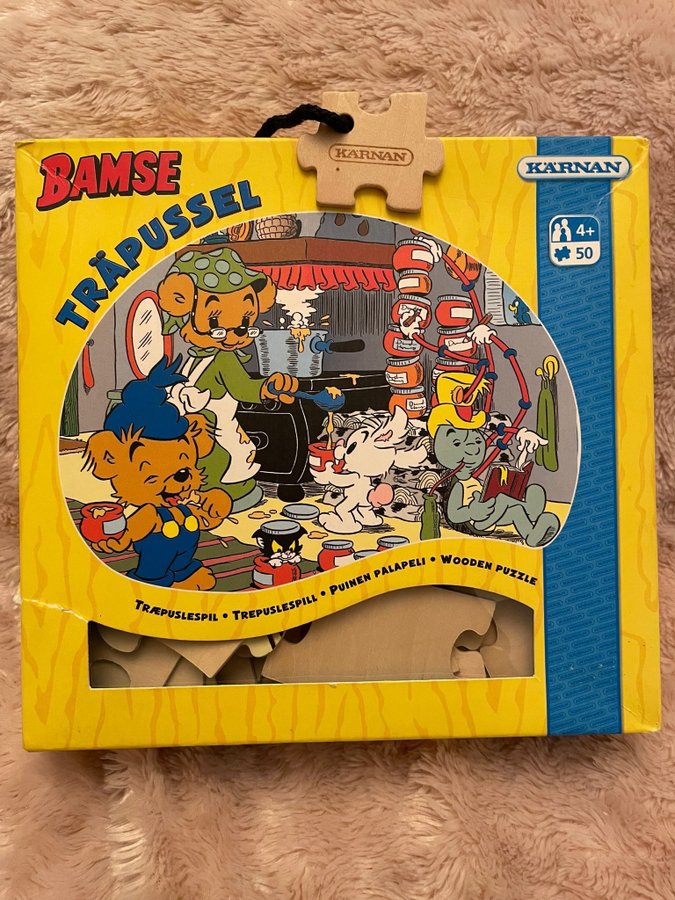 KÄRNAN
BAMSE
TRÄPUSSEL
KÄRNAN
4+
50
TRÆPUSLESPIL • TREPUSLESPILL • PUINEN PALAPELI • WOODEN PUZZLE